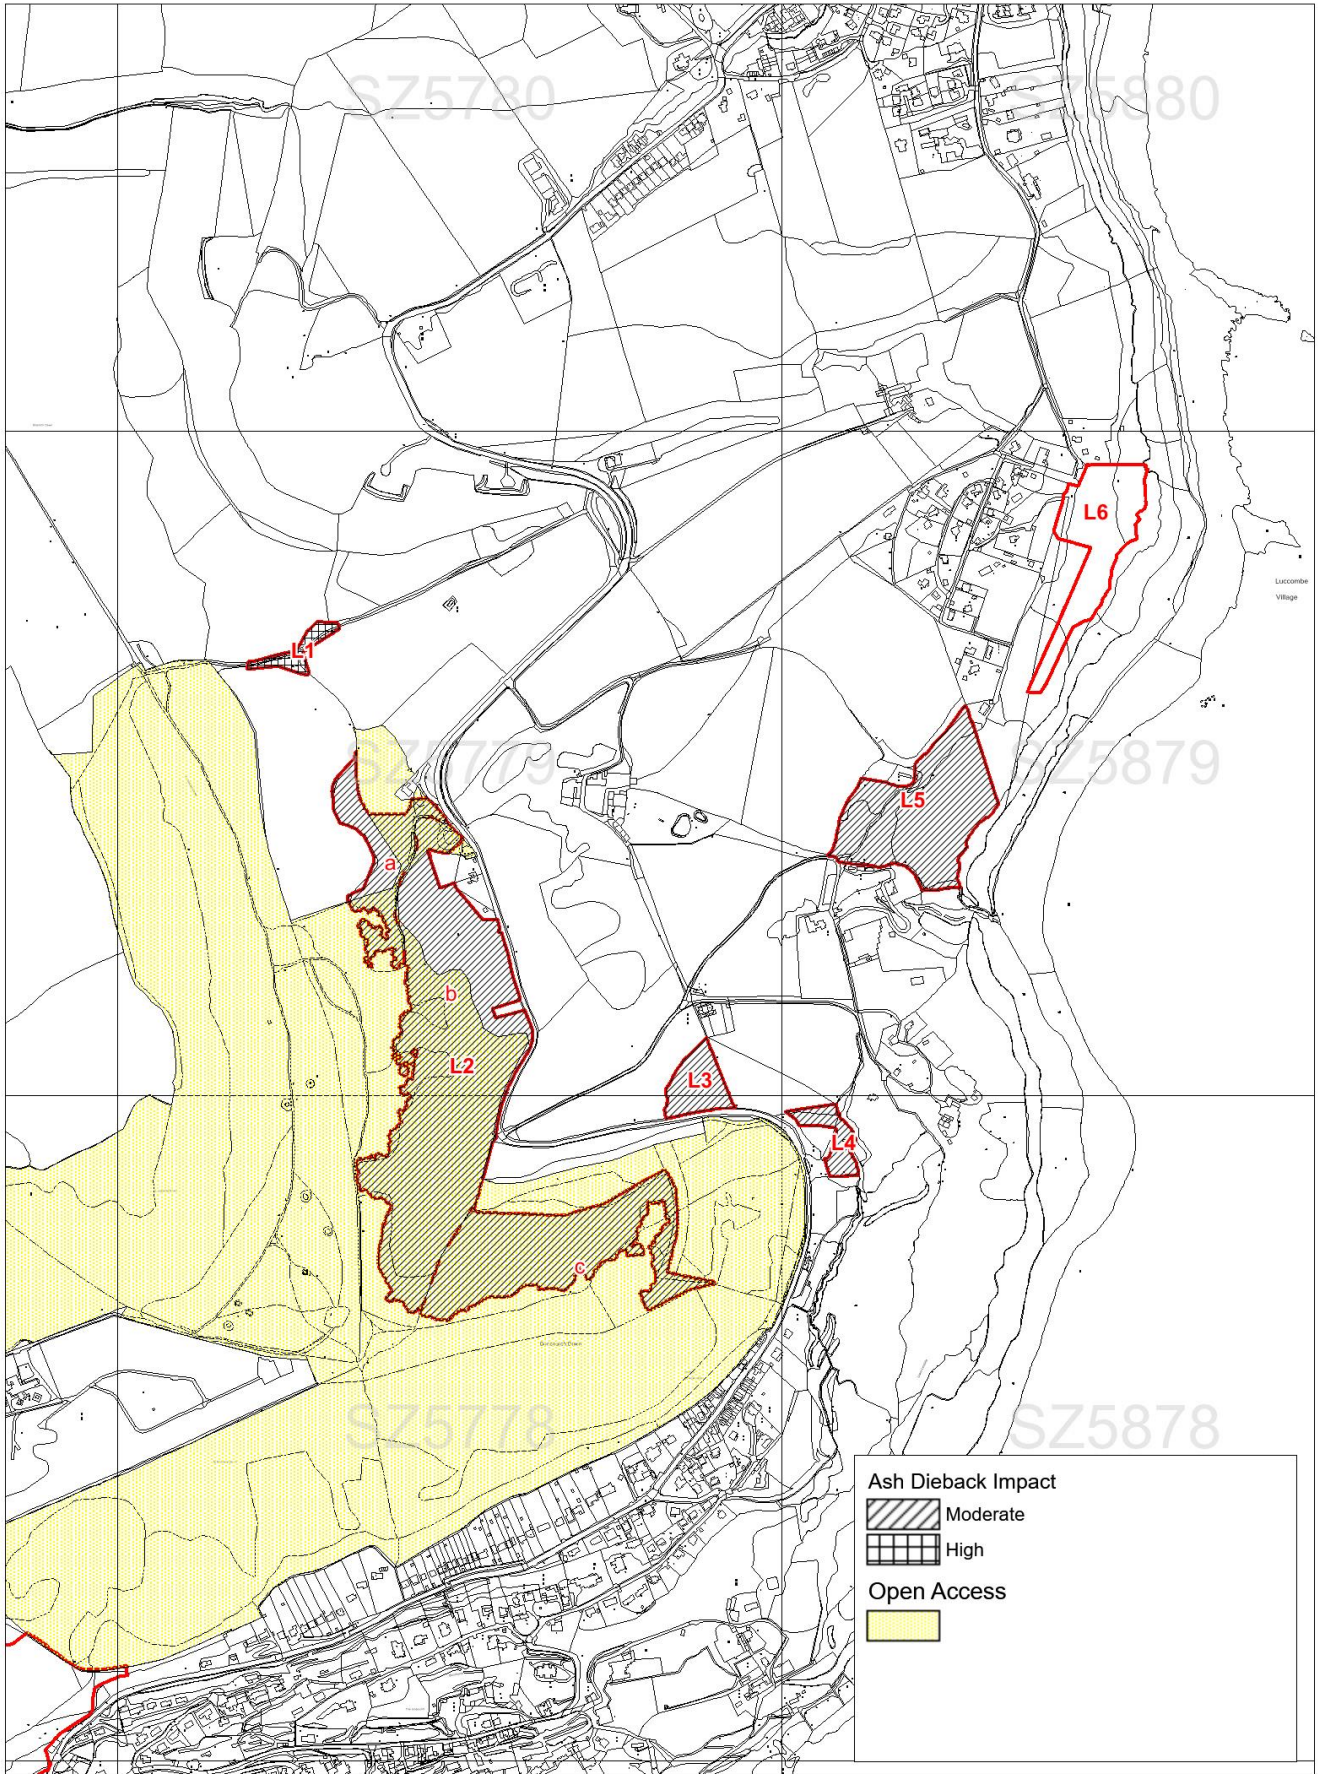 SZ5780
SZ5880
L6
Luccombe
Village
L1
SZ5779
SZ5879
L5
a
b
L2
L3
L4
c
SZ5778
SZ5878
Ash Dieback Impact
Moderate
High
Open Access